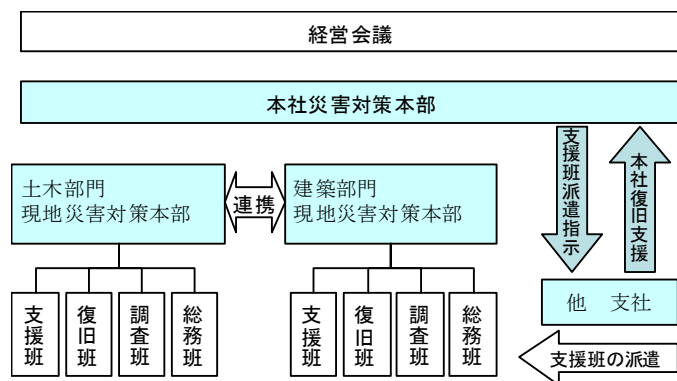 経営会議
本社災害対策本部
支援班派遣指示
本社復旧支援
土木部門
現地災害対策本部
連携
建築部門
現地災害対策本部
他 支社
支援班
復旧班
調査班
総務班
支援班
復旧班
調査班
総務班
支援班の派遣